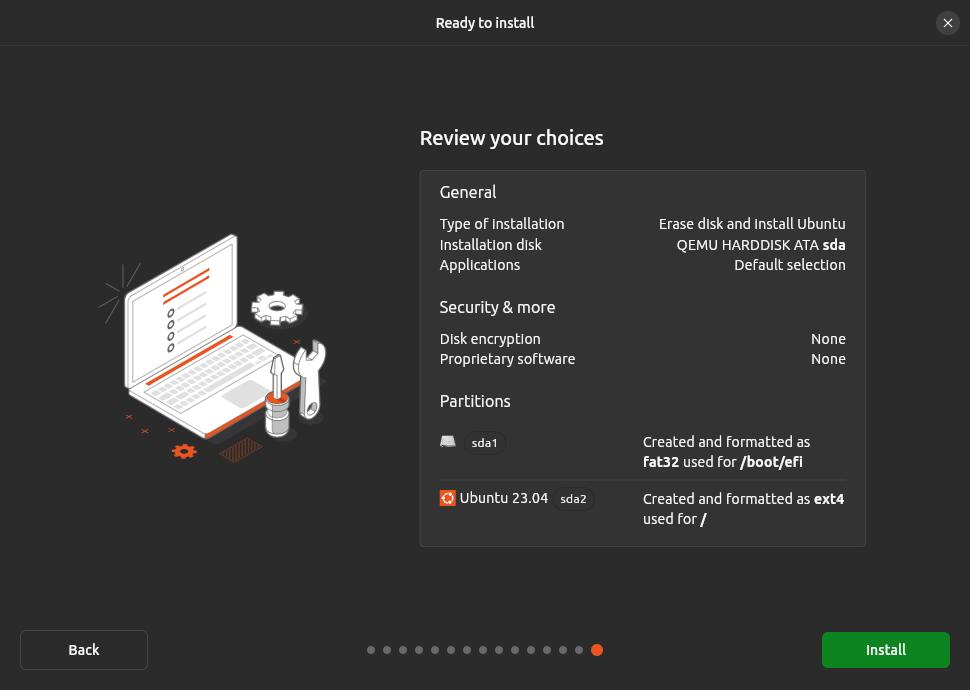 Ready to install
Review your choices
General
Type of installation Erase disk and install Ubuntu
Installation disk QEMU HARDDISK ATA sda
Applications Default selection
Security & more
Disk encryption None
Proprietary software None
Partitions
sda1 Created and formatted as
fat32 used for /boot/efi
Ubuntu 23.04 sda2 Created and formatted as ext4
used for /
Back Install